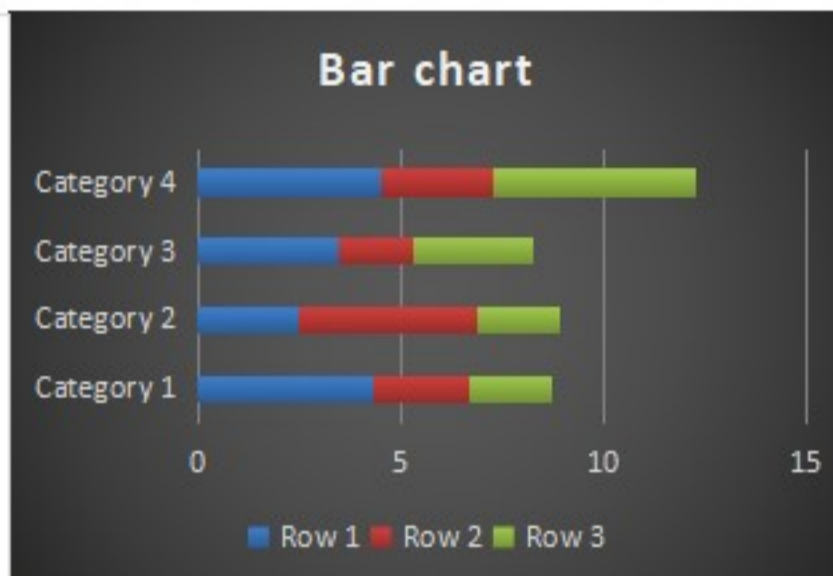 Bar chart
Category 4
Category 3
Category 2
Category 1
0 5 10 15
Row 1 Row 2 Row 3